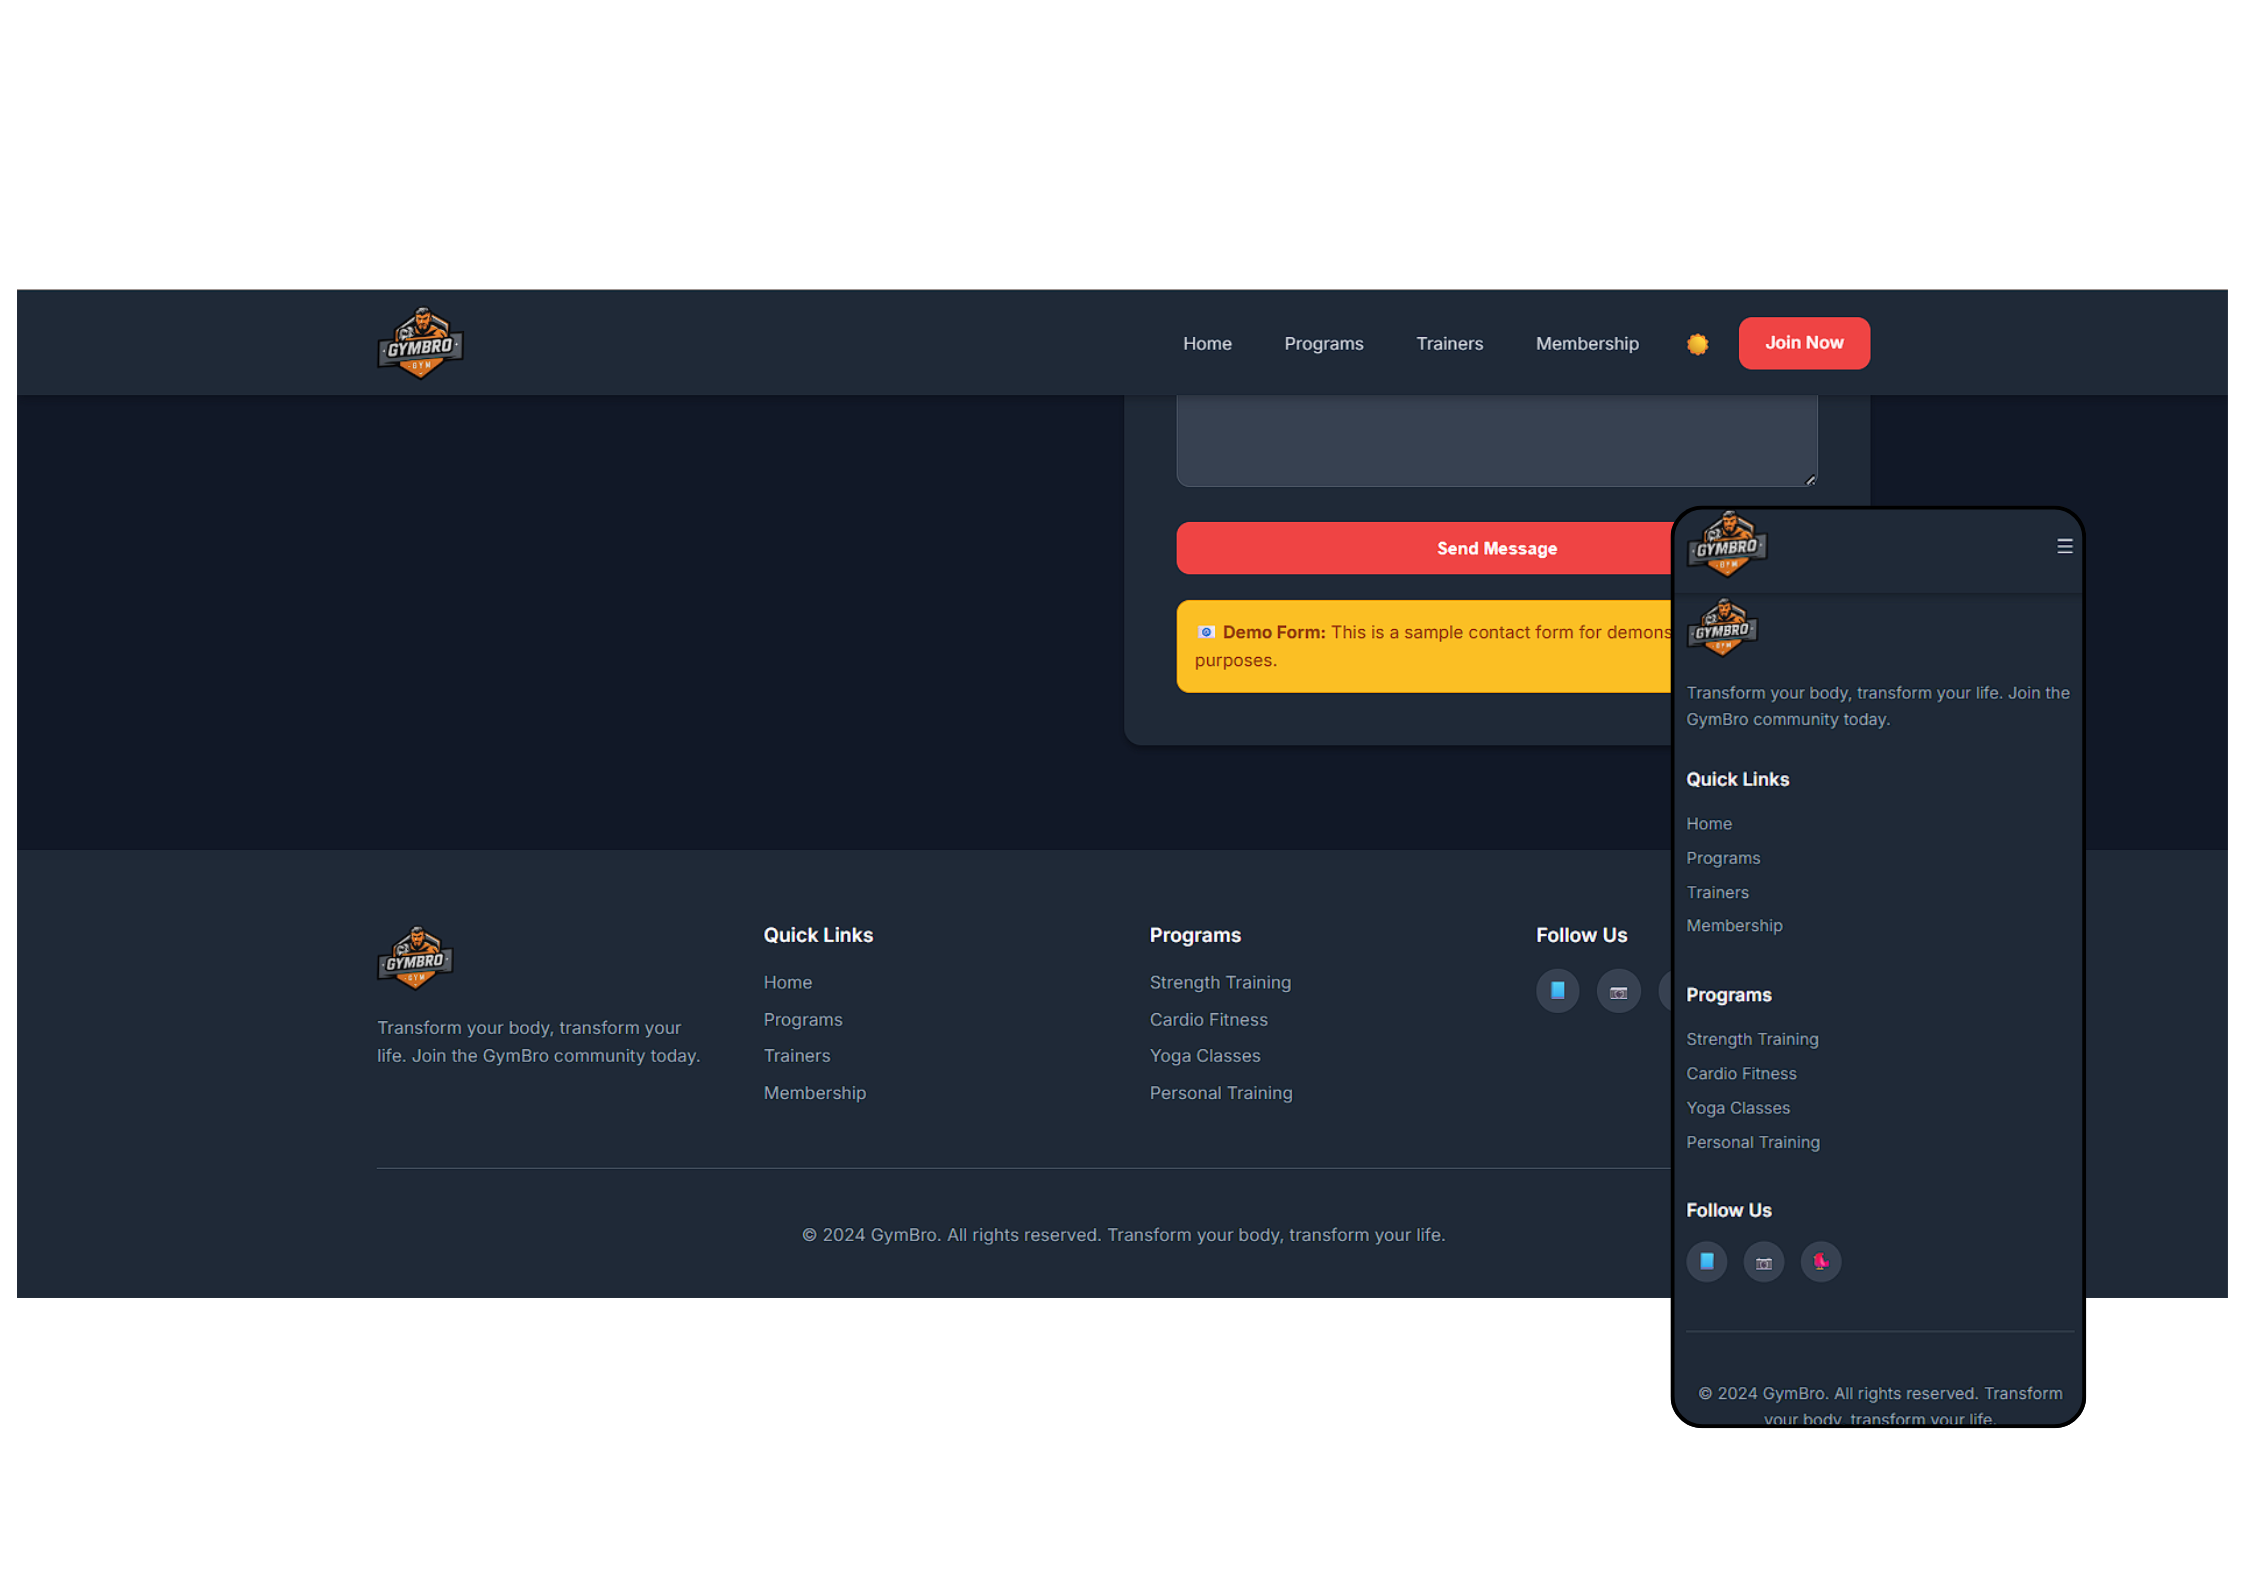 GYMBRO
GYM
Home
Programs
Trainers
Membership
Join Now
Send Message
Demo Form: This is a sample contact form for demons
purposes.
GYMBRO
GYM
Transform your body, transform your
life. Join the GymBro community today.
Quick Links
Home
Programs
Trainers
Membership
Programs
Strength Training
Cardio Fitness
Yoga Classes
Personal Training
Follow Us
© 2024 GymBro. All rights reserved. Transform your body, transform your life.
GYMBRO
GYM
GYMBRO
GYM
Transform your body, transform your life. Join the
GymBro community today.
Quick Links
Home
Programs
Trainers
Membership
Programs
Strength Training
Cardio Fitness
Yoga Classes
Personal Training
Follow Us
© 2024 GymBro. All rights reserved. Transform
your body, transform your life.